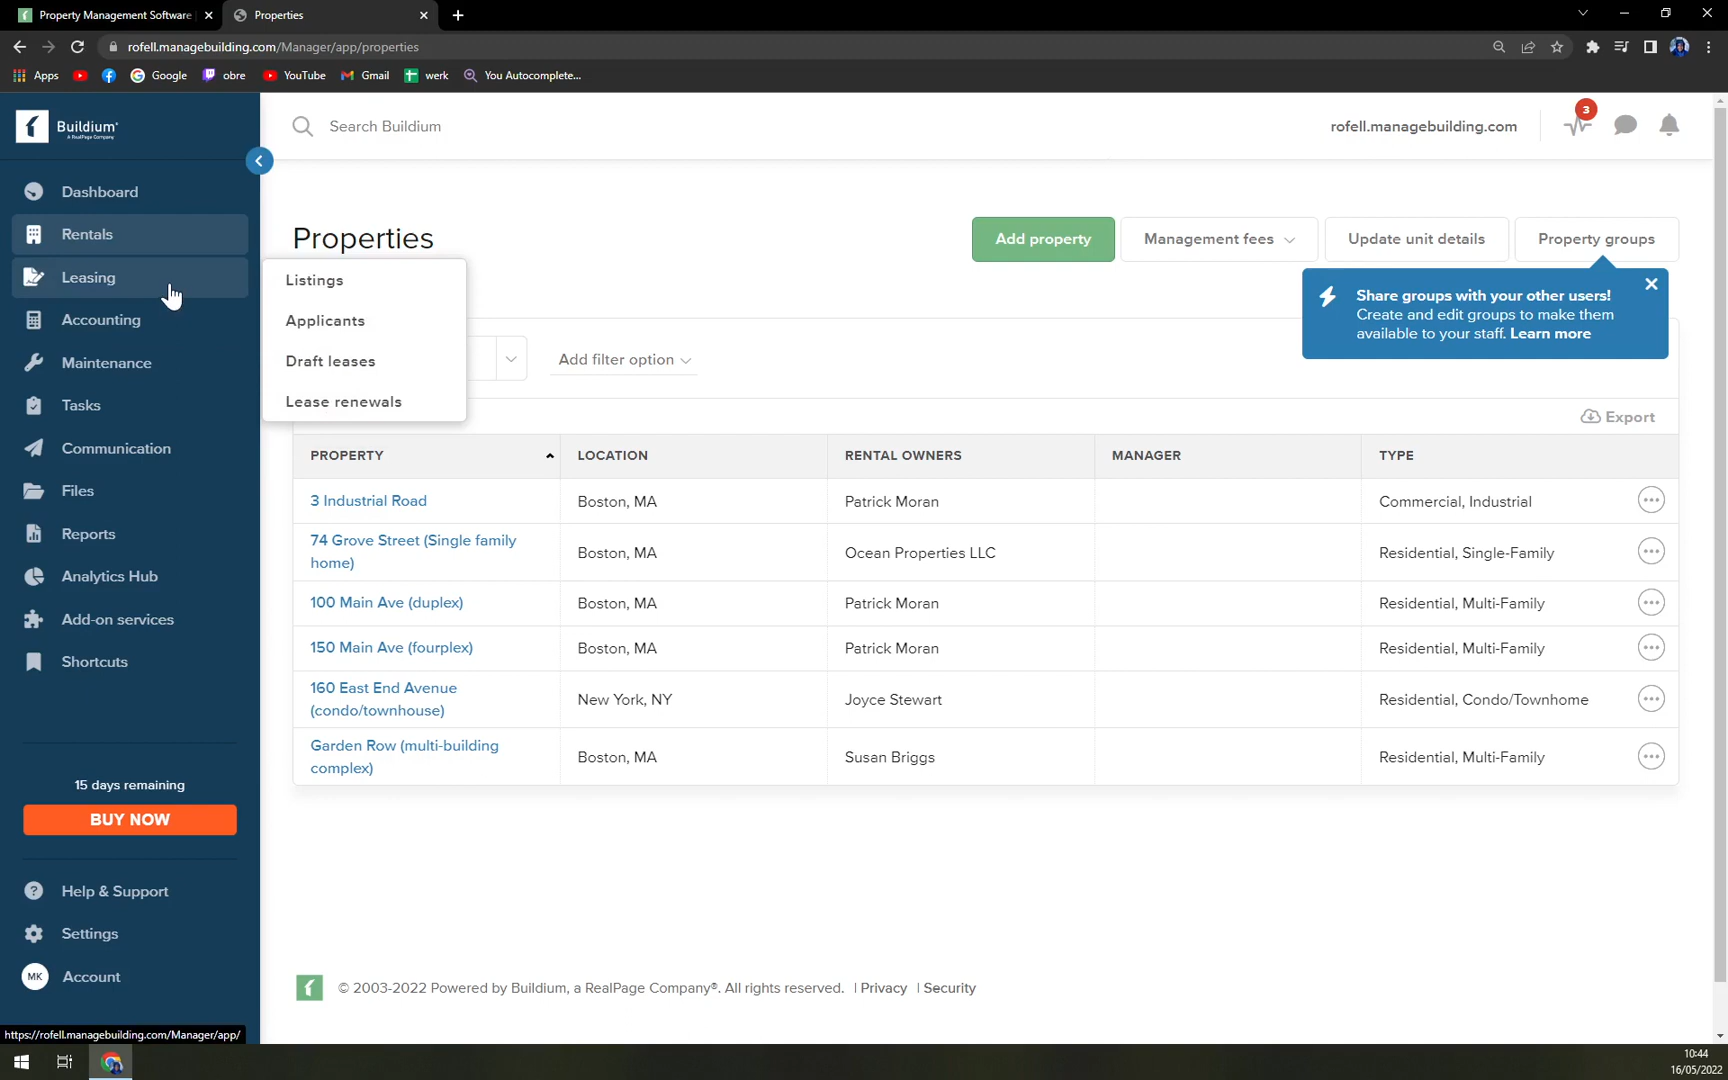 Property Management Software
Properties
rofell.managebuilding.com/Manager/app/properties
Apps
Google
obre
YouTube
Gmail
werk
You Autocomplete...
Buildium
A RealPage Company
Search Buildium
rofell.managebuilding.com
3
Dashboard
Rentals
Leasing
Accounting
Maintenance
Tasks
Communication
Files
Reports
Analytics Hub
Add-on services
Shortcuts
15 days remaining
BUY NOW
Help & Support
Settings
MK Account
Properties
Add property
Management fees
Update unit details
Property groups
Listings
Applicants
Draft leases
Lease renewals
Share groups with your other users!
Create and edit groups to make them
available to your staff. Learn more
Add filter option
Export
PROPERTY LOCATION RENTAL OWNERS MANAGER TYPE
3 Industrial Road Boston, MA Patrick Moran Commercial, Industrial
74 Grove Street (Single family
home) Boston, MA Ocean Properties LLC Residential, Single-Family
100 Main Ave (duplex) Boston, MA Patrick Moran Residential, Multi-Family
150 Main Ave (fourplex) Boston, MA Patrick Moran Residential, Multi-Family
160 East End Avenue
(condo/townhouse) New York, NY Joyce Stewart Residential, Condo/Townhome
Garden Row (multi-building
complex) Boston, MA Susan Briggs Residential, Multi-Family
© 2003-2022 Powered by Buildium, a RealPage Company®. All rights reserved. | Privacy | Security
https://rofell.managebuilding.com/Manager/app/
10:44
16/05/2022